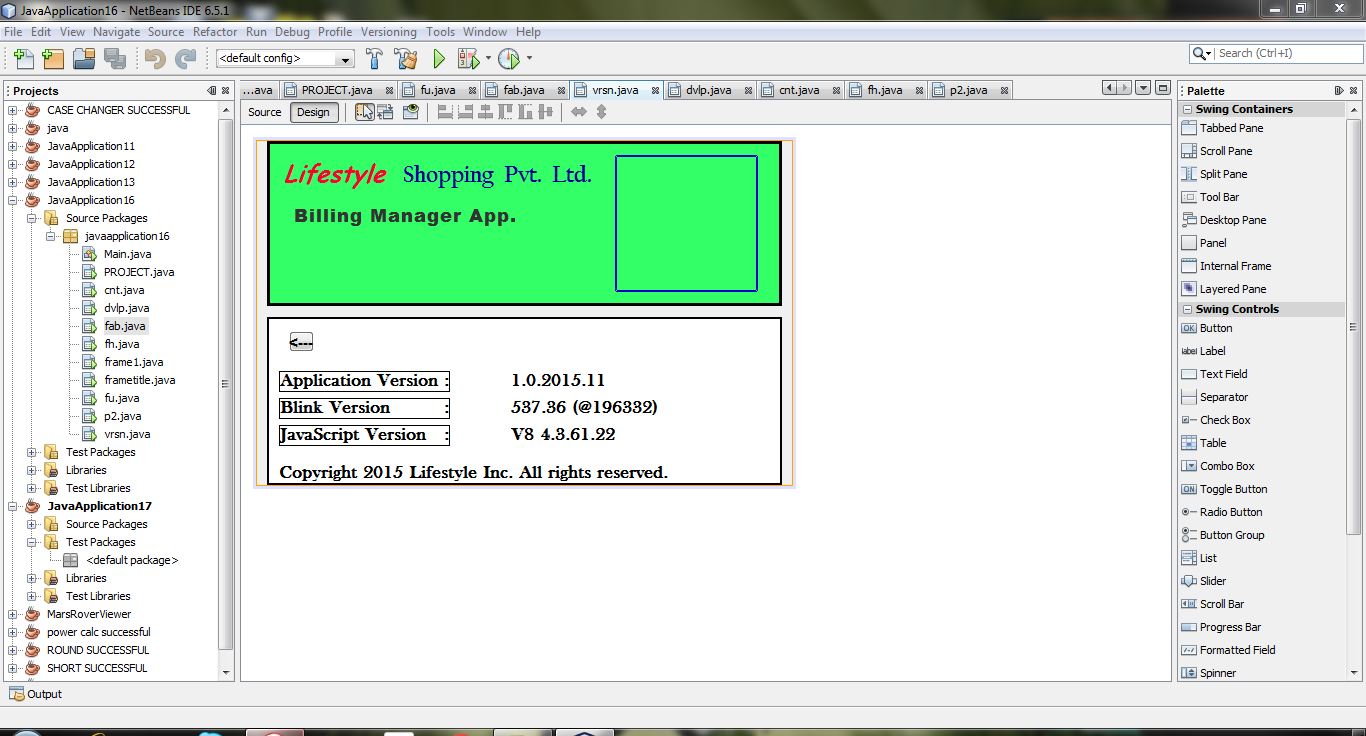 JavaApplication16 - NetBeans IDE 6.5.1
File Edit View Navigate Source Refactor Run Debug Profile Versioning Tools Window Help
<default config>
Search (Ctrl+I)
Projects
CASE CHANGER SUCCESSFUL
java
JavaApplication11
JavaApplication12
JavaApplication13
JavaApplication16
Source Packages
javaapplication16
Main.java
PROJECT.java
cnt.java
dvlp.java
fab.java
fh.java
frame1.java
frametitle.java
fu.java
p2.java
vrsn.java
Test Packages
Libraries
Test Libraries
JavaApplication17
Source Packages
Test Packages
<default package>
Libraries
Test Libraries
MarsRoverViewer
power calc successful
ROUND SUCCESSFUL
SHORT SUCCESSFUL
...ava PROJECT.java fu.java fab.java vrsn.java dvlp.java cnt.java fh.java p2.java
Source Design
Lifestyle Shopping Pvt. Ltd.
Billing Manager App.
<---
Application Version : 1.0.2015.11
Blink Version : 537.36 (@196332)
JavaScript Version : V8 4.3.61.22
Copyright 2015 Lifestyle Inc. All rights reserved.
Palette
Swing Containers
Tabbed Pane
Scroll Pane
Split Pane
Tool Bar
Desktop Pane
Panel
Internal Frame
Layered Pane
Swing Controls
OK Button
label Label
Text Field
Separator
Check Box
Table
Combo Box
ON Toggle Button
Radio Button
Button Group
List
Slider
Scroll Bar
Progress Bar
Formatted Field
Spinner
Output